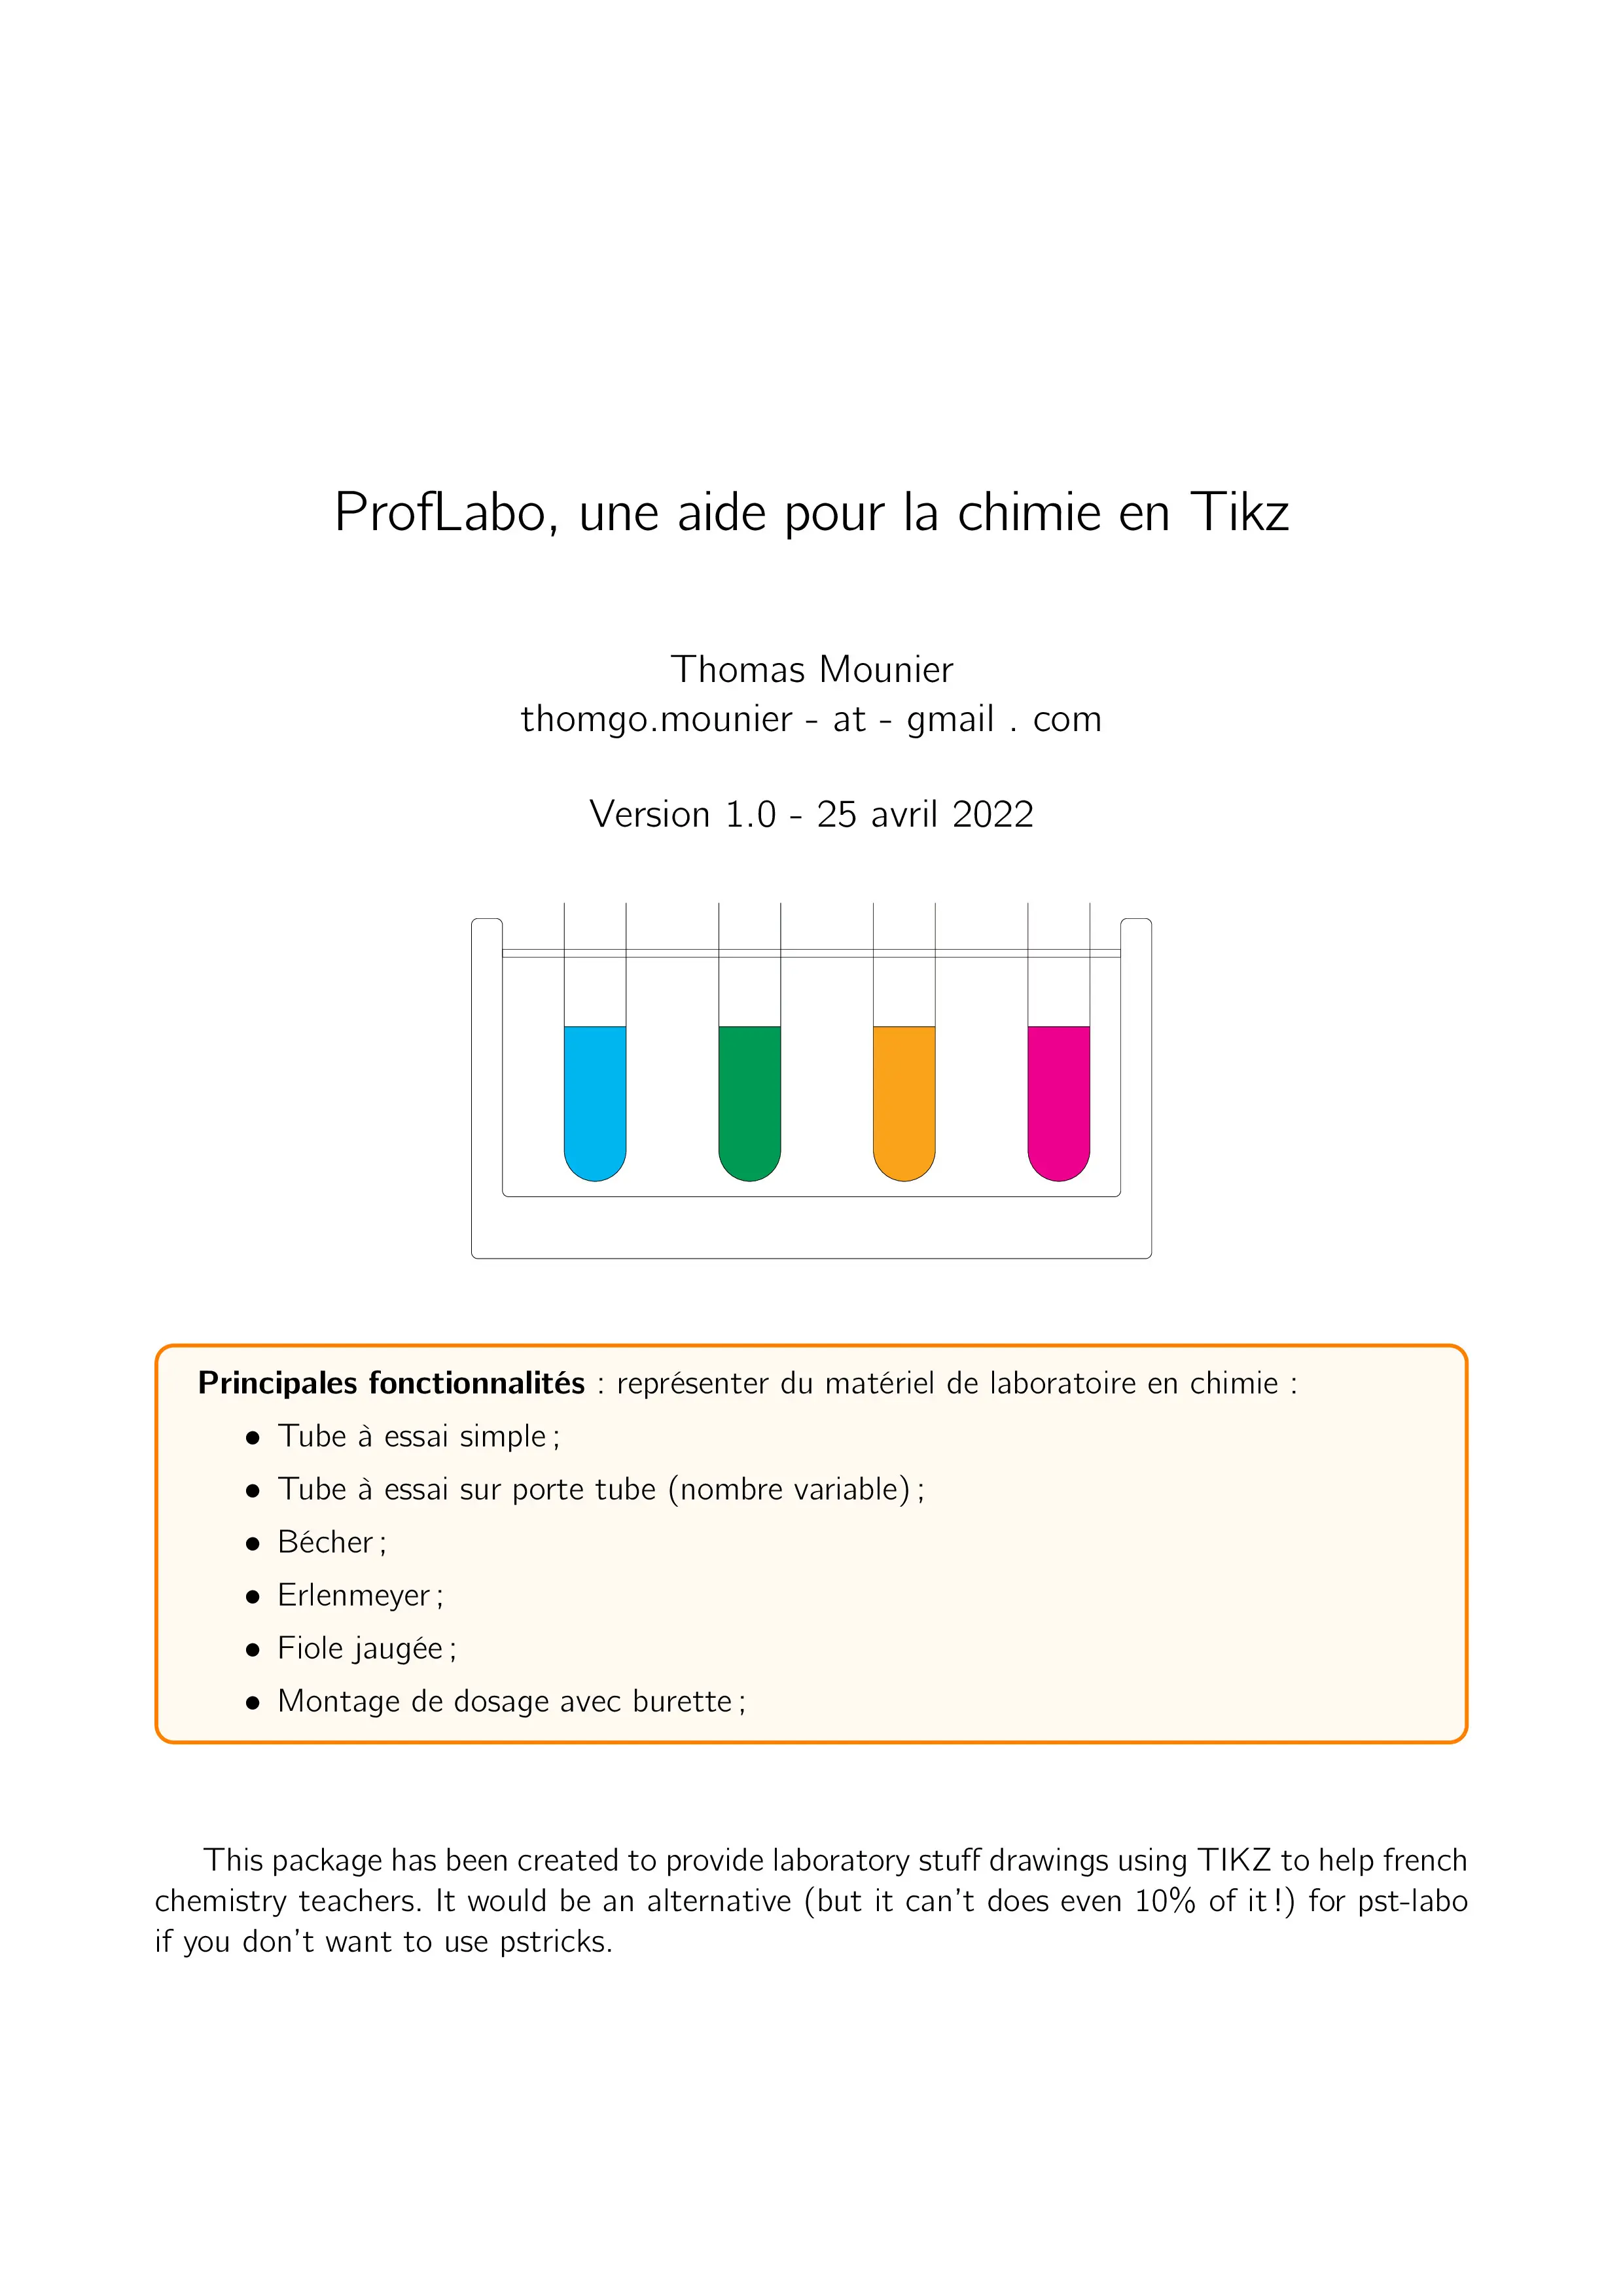 ProfLabo, une aide pour la chimie en Tikz
Thomas Mounier
thomgo.mounier - at - gmail . com
Version 1.0 - 25 avril 2022
Principales fonctionnalités : représenter du matériel de laboratoire en chimie :
• Tube à essai simple ;
• Tube à essai sur porte tube (nombre variable) ;
• Bécher ;
• Erlenmeyer ;
• Fiole jaugée ;
• Montage de dosage avec burette ;
This package has been created to provide laboratory stuff drawings using TIKZ to help french
chemistry teachers. It would be an alternative (but it can't does even 10% of it !) for pst-labo
if you don't want to use pstricks.